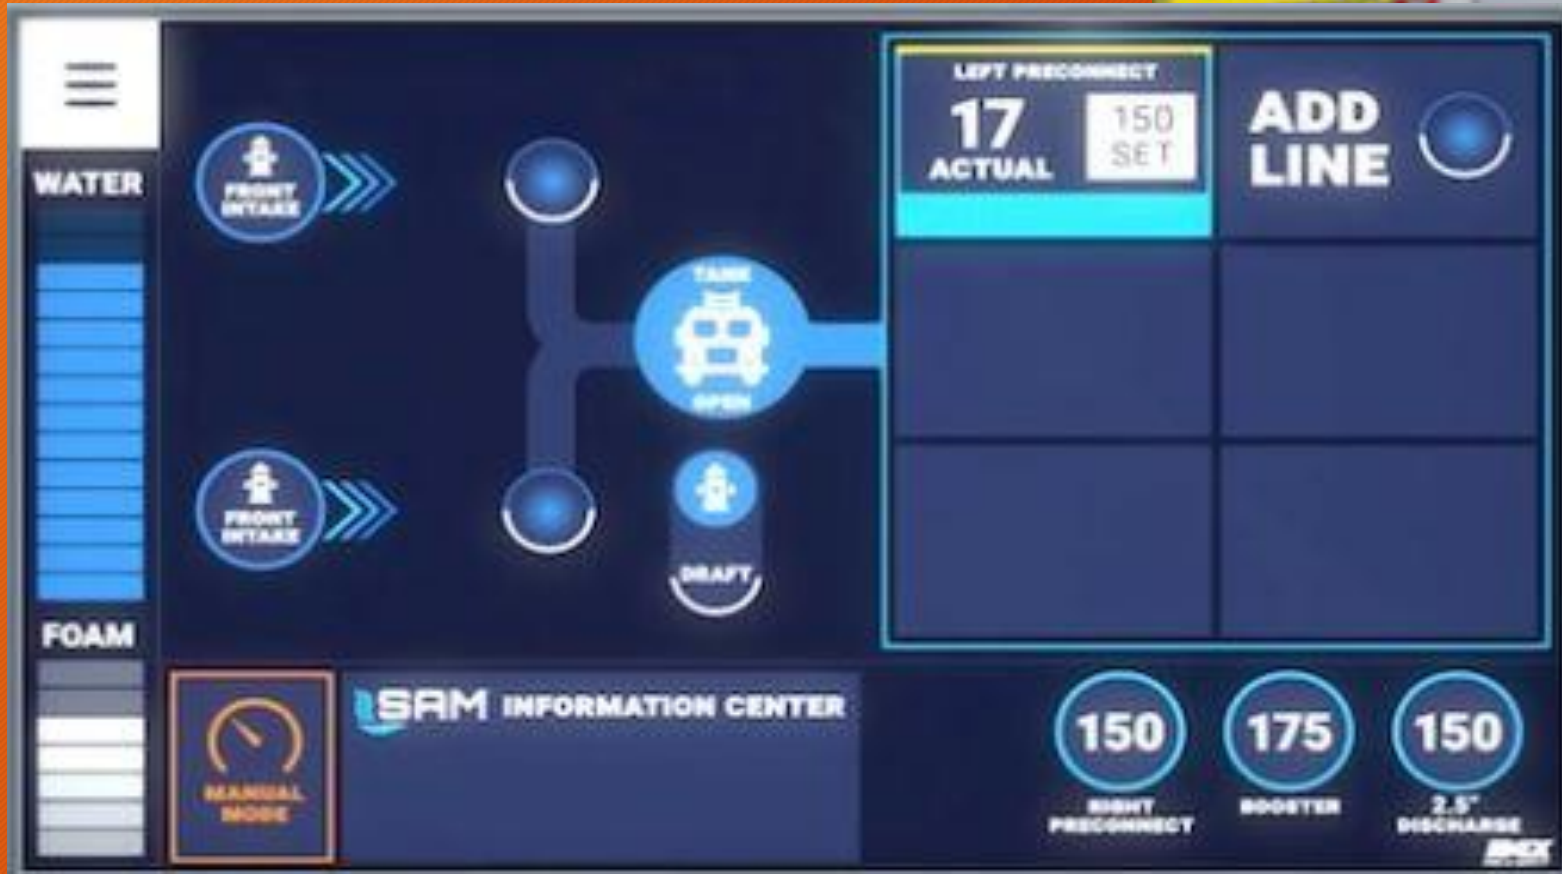 WATER
FRONT
INTAKE
FRONT
INTAKE
TANK
OPEN
DRAFT
LEFT PRECONNECT
17
ACTUAL
150
SET
ADD
LINE
FOAM
MANUAL
MODE
SAM INFORMATION CENTER
150
RIGHT
PRECONNECT
175
BOOSTER
150
2.5"
DISCHARGE